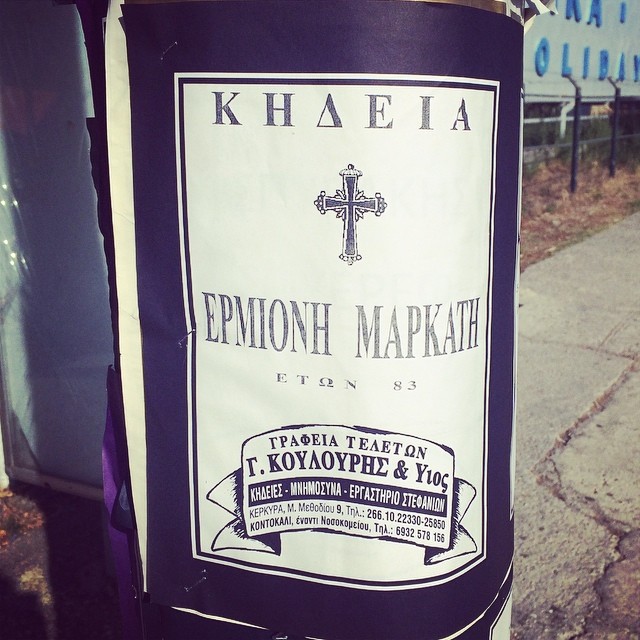 ΚΗΔΕΙΑ
ΕΡΜΙΟΝΗ ΜΑΡΚΑΤΗ
ΕΤΩΝ 83
ΓΡΑΦΕΙΑ ΤΕΛΕΤΩΝ
Γ. ΚΟΥΛΟΥΡΗΣ & Υιος
ΚΗΔΕΙΕΣ - ΜΝΗΜΟΣΥΝΑ - ΕΡΓΑΣΤΗΡΙΟ ΣΤΕΦΑΝΙΩΝ
ΚΕΡΚΥΡΑ, Μ. Μεθοδίου 9, Τηλ.: 266.10.22330-25850
ΚΟΝΤΟΚΑΛΙ, έναντι Νοσοκομείου, Τηλ.: 6932 578 156